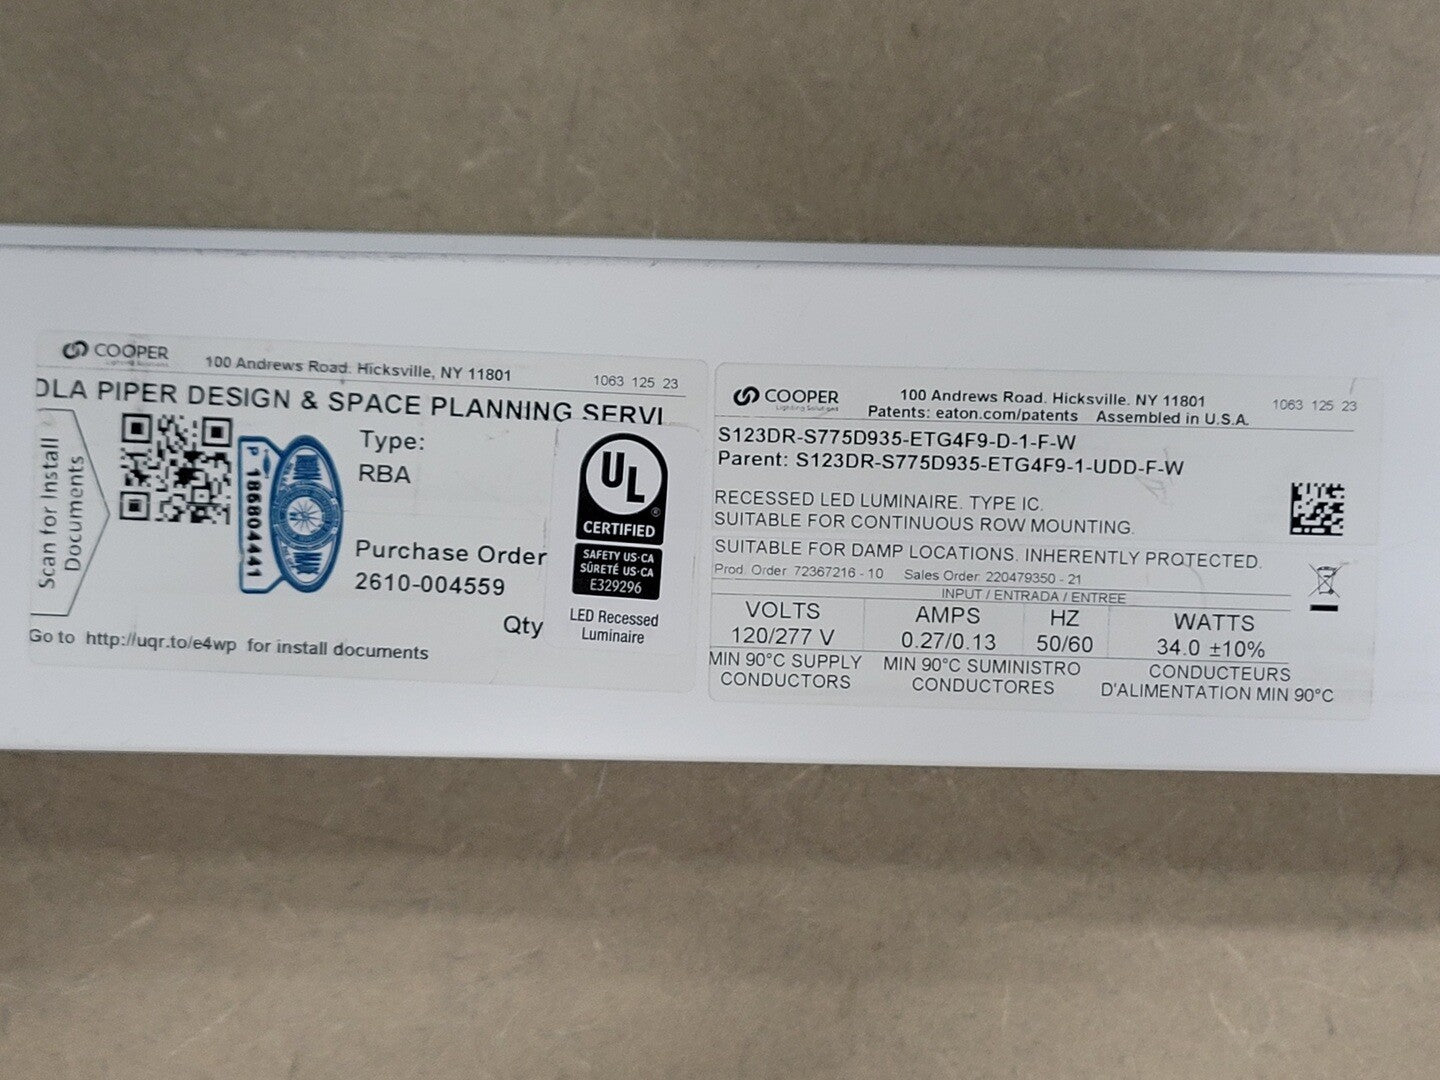 COOPER
Lighting Solutions
100 Andrews Road. Hicksville, NY 11801
1063 125 23
DLA PIPER DESIGN & SPACE PLANNING SERVI
Scan for Install
Documents
P 186804441
Type:
RBA
Purchase Order
2610-004559
Qty
Go to http://uqr.to/e4wp for install documents
UL
®
CERTIFIED
SAFETY US-CA
SÛRETÉ US-CA
E329296
LED Recessed
Luminaire
COOPER
Lighting Solutions
100 Andrews Road. Hicksville. NY 11801
Patents: eaton.com/patents Assembled in U.S.A.
1063 125 23
S123DR-S775D935-ETG4F9-D-1-F-W
Parent: S123DR-S775D935-ETG4F9-1-UDD-F-W
RECESSED LED LUMINAIRE. TYPE IC.
SUITABLE FOR CONTINUOUS ROW MOUNTING.
SUITABLE FOR DAMP LOCATIONS. INHERENTLY PROTECTED.
Prod. Order 72367216 - 10 Sales Order 220479350 - 21
INPUT / ENTRADA / ENTREE
VOLTS AMPS HZ WATTS
120/277 V 0.27/0.13 50/60 34.0 ±10%
MIN 90°C SUPPLY
CONDUCTORS
MIN 90°C SUMINISTRO
CONDUCTORES
CONDUCTEURS
D'ALIMENTATION MIN 90°C